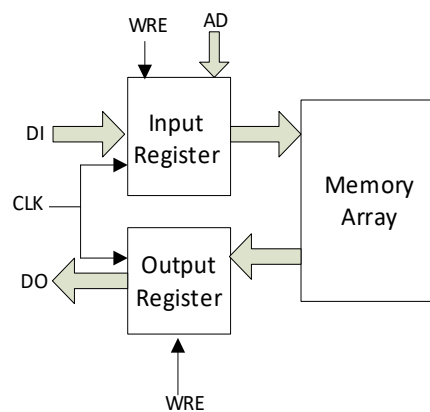 WRE
AD
DI
Input
Register
CLK
Memory
Array
DO
Output
Register
WRE